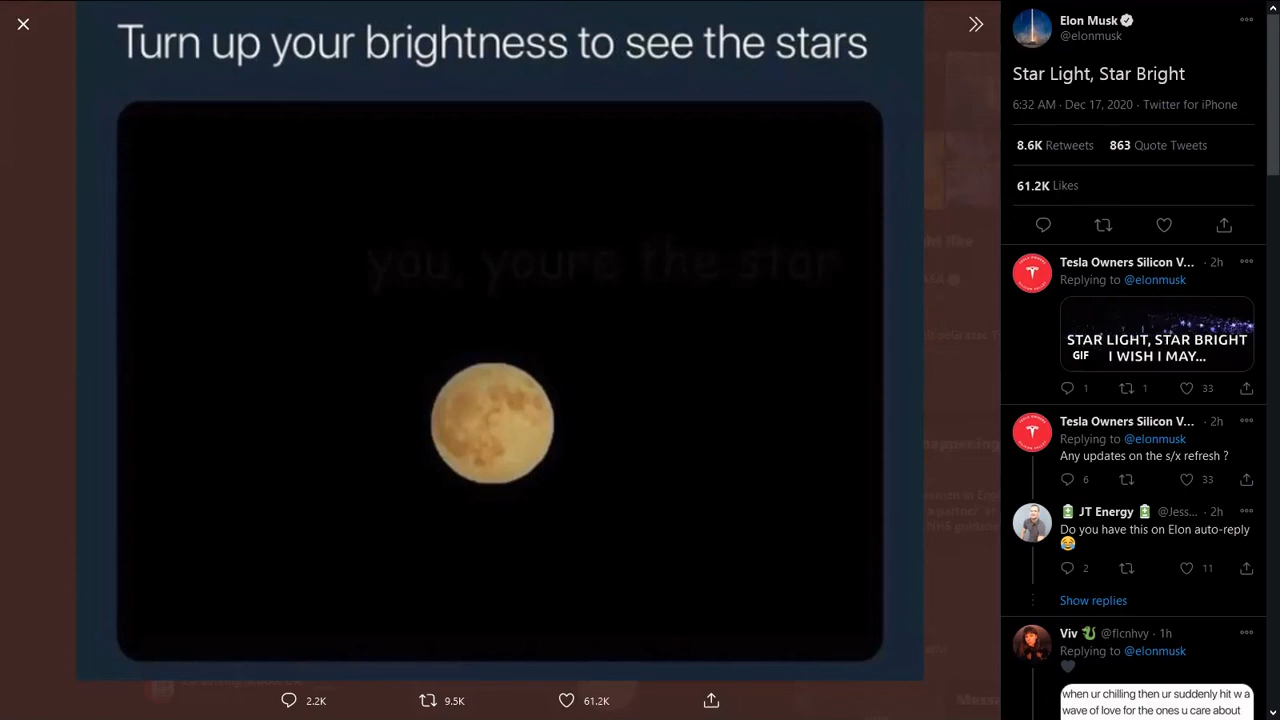 Turn up your brightness to see the stars
you, youre the star
2.2K
9.5K
61.2K
Elon Musk
@elonmusk
Star Light, Star Bright
6:32 AM · Dec 17, 2020 · Twitter for iPhone
8.6K Retweets 863 Quote Tweets
61.2K Likes
Tesla Owners Silicon V... · 2h
Replying to @elonmusk
STAR LIGHT, STAR BRIGHT
GIF I WISH I MAY...
1 1 33
Tesla Owners Silicon V... · 2h
Replying to @elonmusk
Any updates on the s/x refresh ?
6 33
JT Energy @Jess... · 2h
Do you have this on Elon auto-reply
😂
2 11
Show replies
Viv 🐉 @flcnhvy · 1h
Replying to @elonmusk
🖤
when ur chilling then ur suddenly hit w a
wave of love for the ones u care about